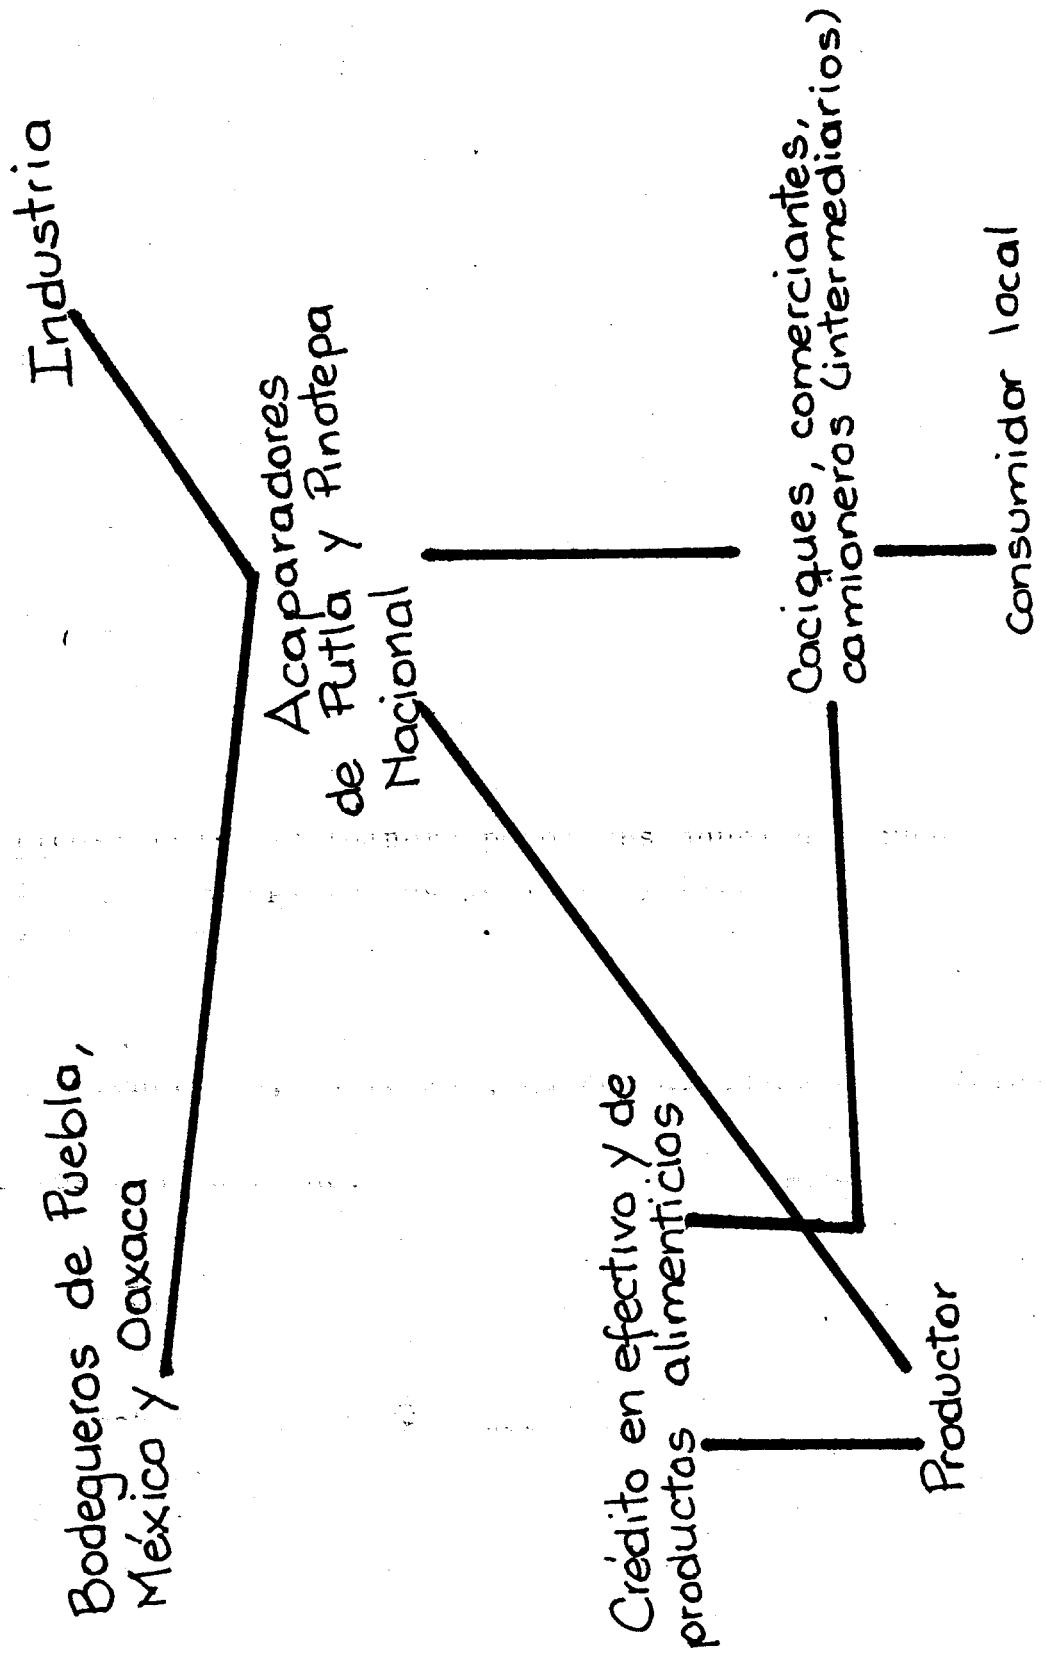 Industria
Bodegueros de Puebla,
México y Oaxaca
Acaparadores
de Putla y Pinotepa
Nacional
Crédito en efectivo y de
productos alimenticios
Caciques, comerciantes,
camioneros (intermediarios)
Productor
Consumidor local